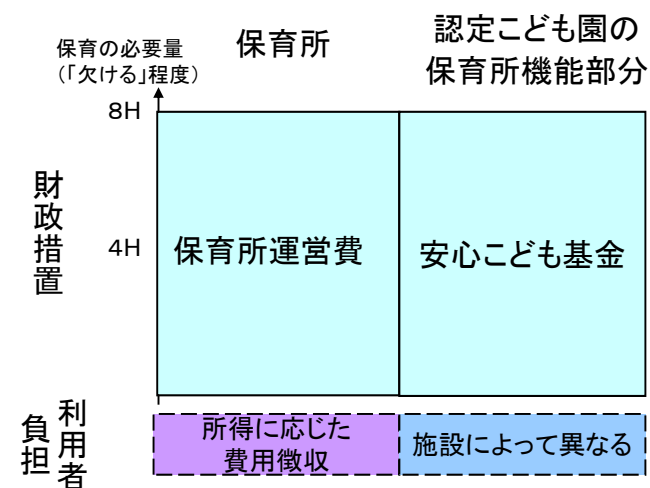 保育の必要量
（「欠ける」程度）
保育所
認定こども園の
保育所機能部分
8H
財政措置
4H
保育所運営費
安心こども基金
利用者
負担
所得に応じた
費用徴収
施設によって異なる